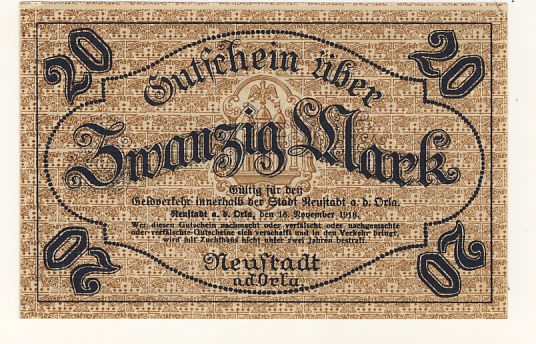 20 20
Gutschein über
Zwanzig Mark
Gültig für den
Geldverkehr innerhalb der Stadt Neustadt a. d. Orla.
Neustadt a. d. Orla, den 16. November 1918.
Wer diesen Gutschein nachmacht oder verfälscht oder nachgemachte
oder verfälschte Gutscheine sich verschafft und in den Verkehr bringt,
wird mit Zuchthaus nicht unter zwei Jahren bestraft.
Neustadt
a d Orla
20 20